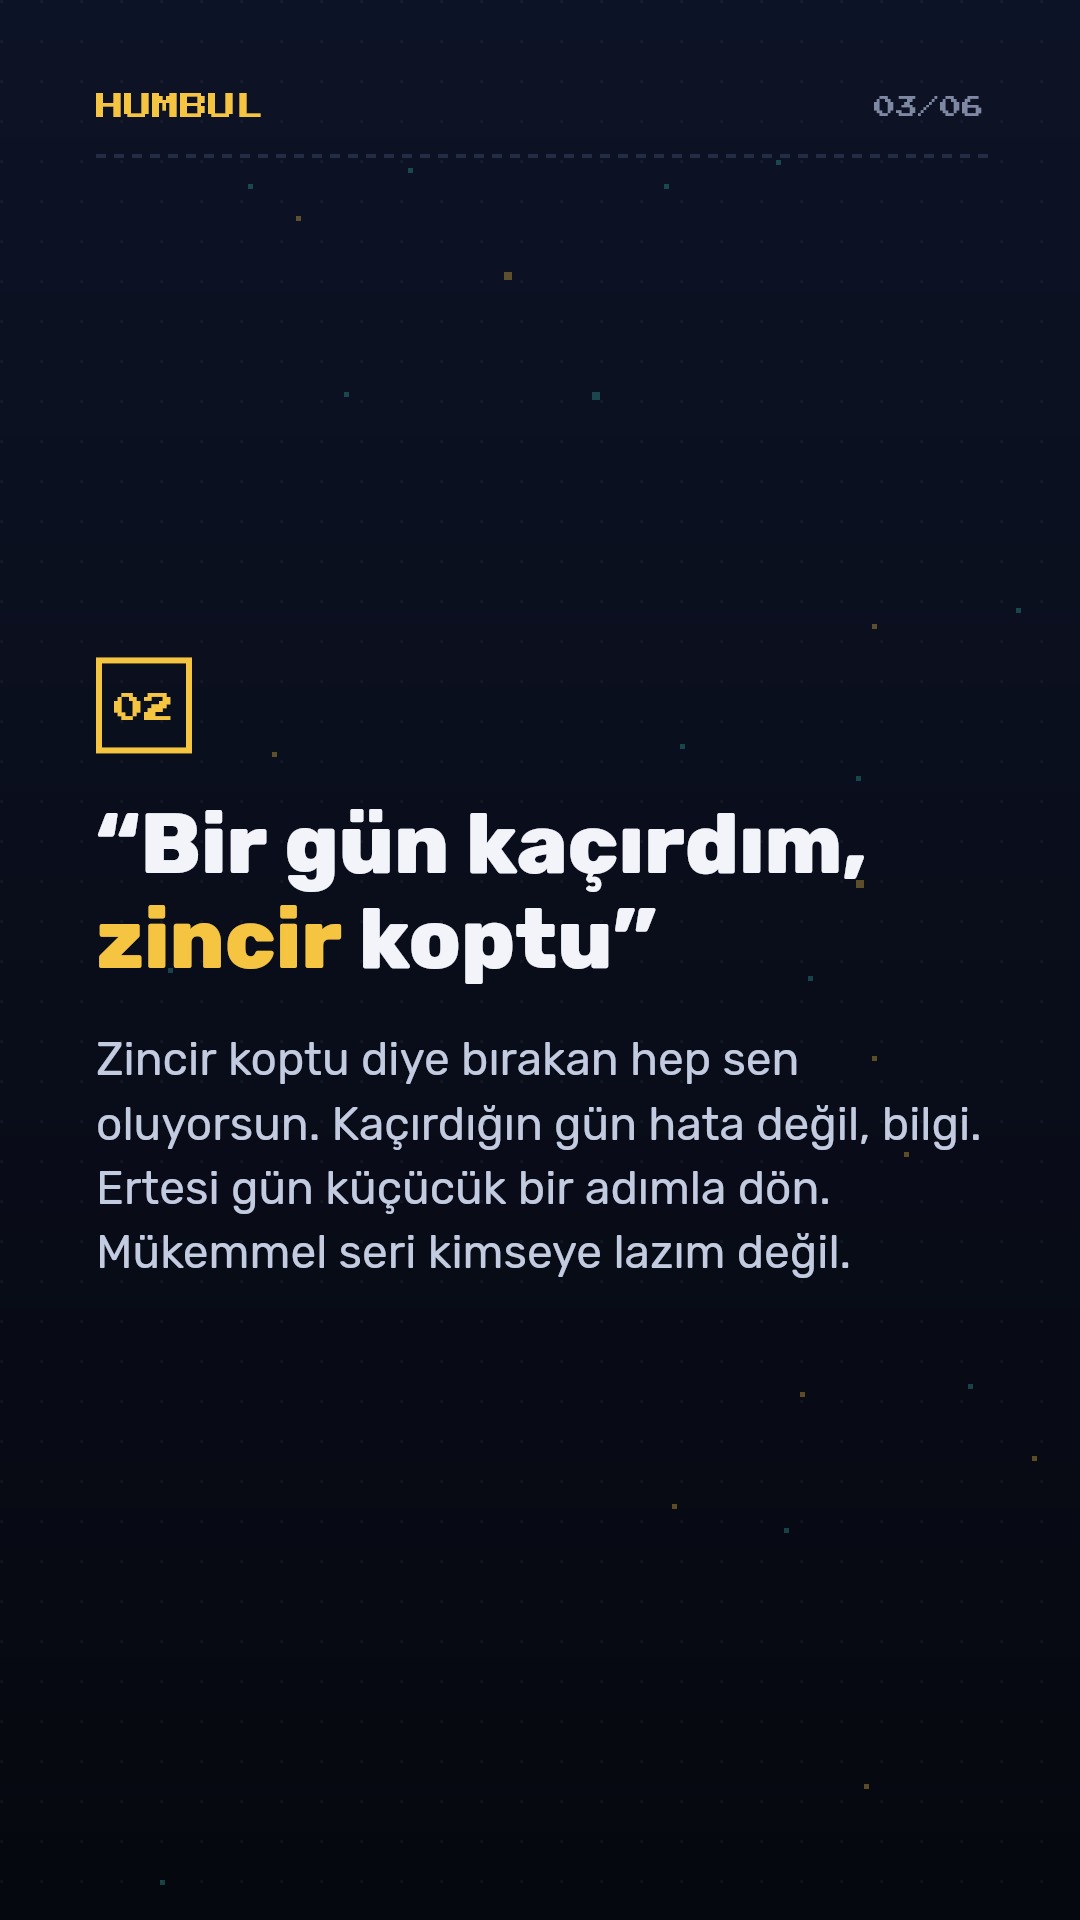 HUMBUL
03/06
02
“Bir gün kaçırdım,
zincir koptu”
Zincir koptu diye bırakan hep sen
oluyorsun. Kaçırdığın gün hata değil, bilgi.
Ertesi gün küçücük bir adımla dön.
Mükemmel seri kimseye lazım değil.